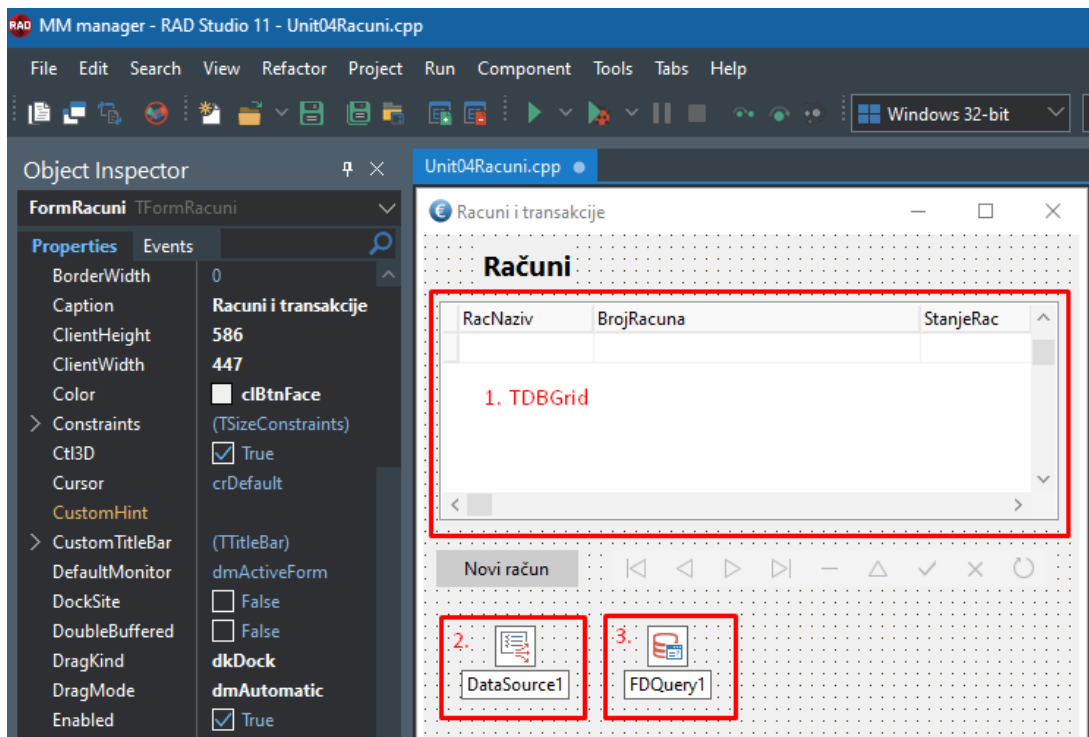 RAD MM manager - RAD Studio 11 - Unit04Racuni.cpp
File Edit Search View Refactor Project Run Component Tools Tabs Help
Windows 32-bit
Object Inspector
FormRacuni TFormRacuni
Properties Events
BorderWidth 0
Caption Racuni i transakcije
ClientHeight 586
ClientWidth 447
Color clBtnFace
Constraints (TSizeConstraints)
Ctl3D True
Cursor crDefault
CustomHint
CustomTitleBar (TTitleBar)
DefaultMonitor dmActiveForm
DockSite False
DoubleBuffered False
DragKind dkDock
DragMode dmAutomatic
Enabled True
Unit04Racuni.cpp
€ Racuni i transakcije
Računi
RacNaziv BrojRacuna StanjeRac
1. TDBGrid
Novi račun
2. 3.
DataSource1 FDQuery1